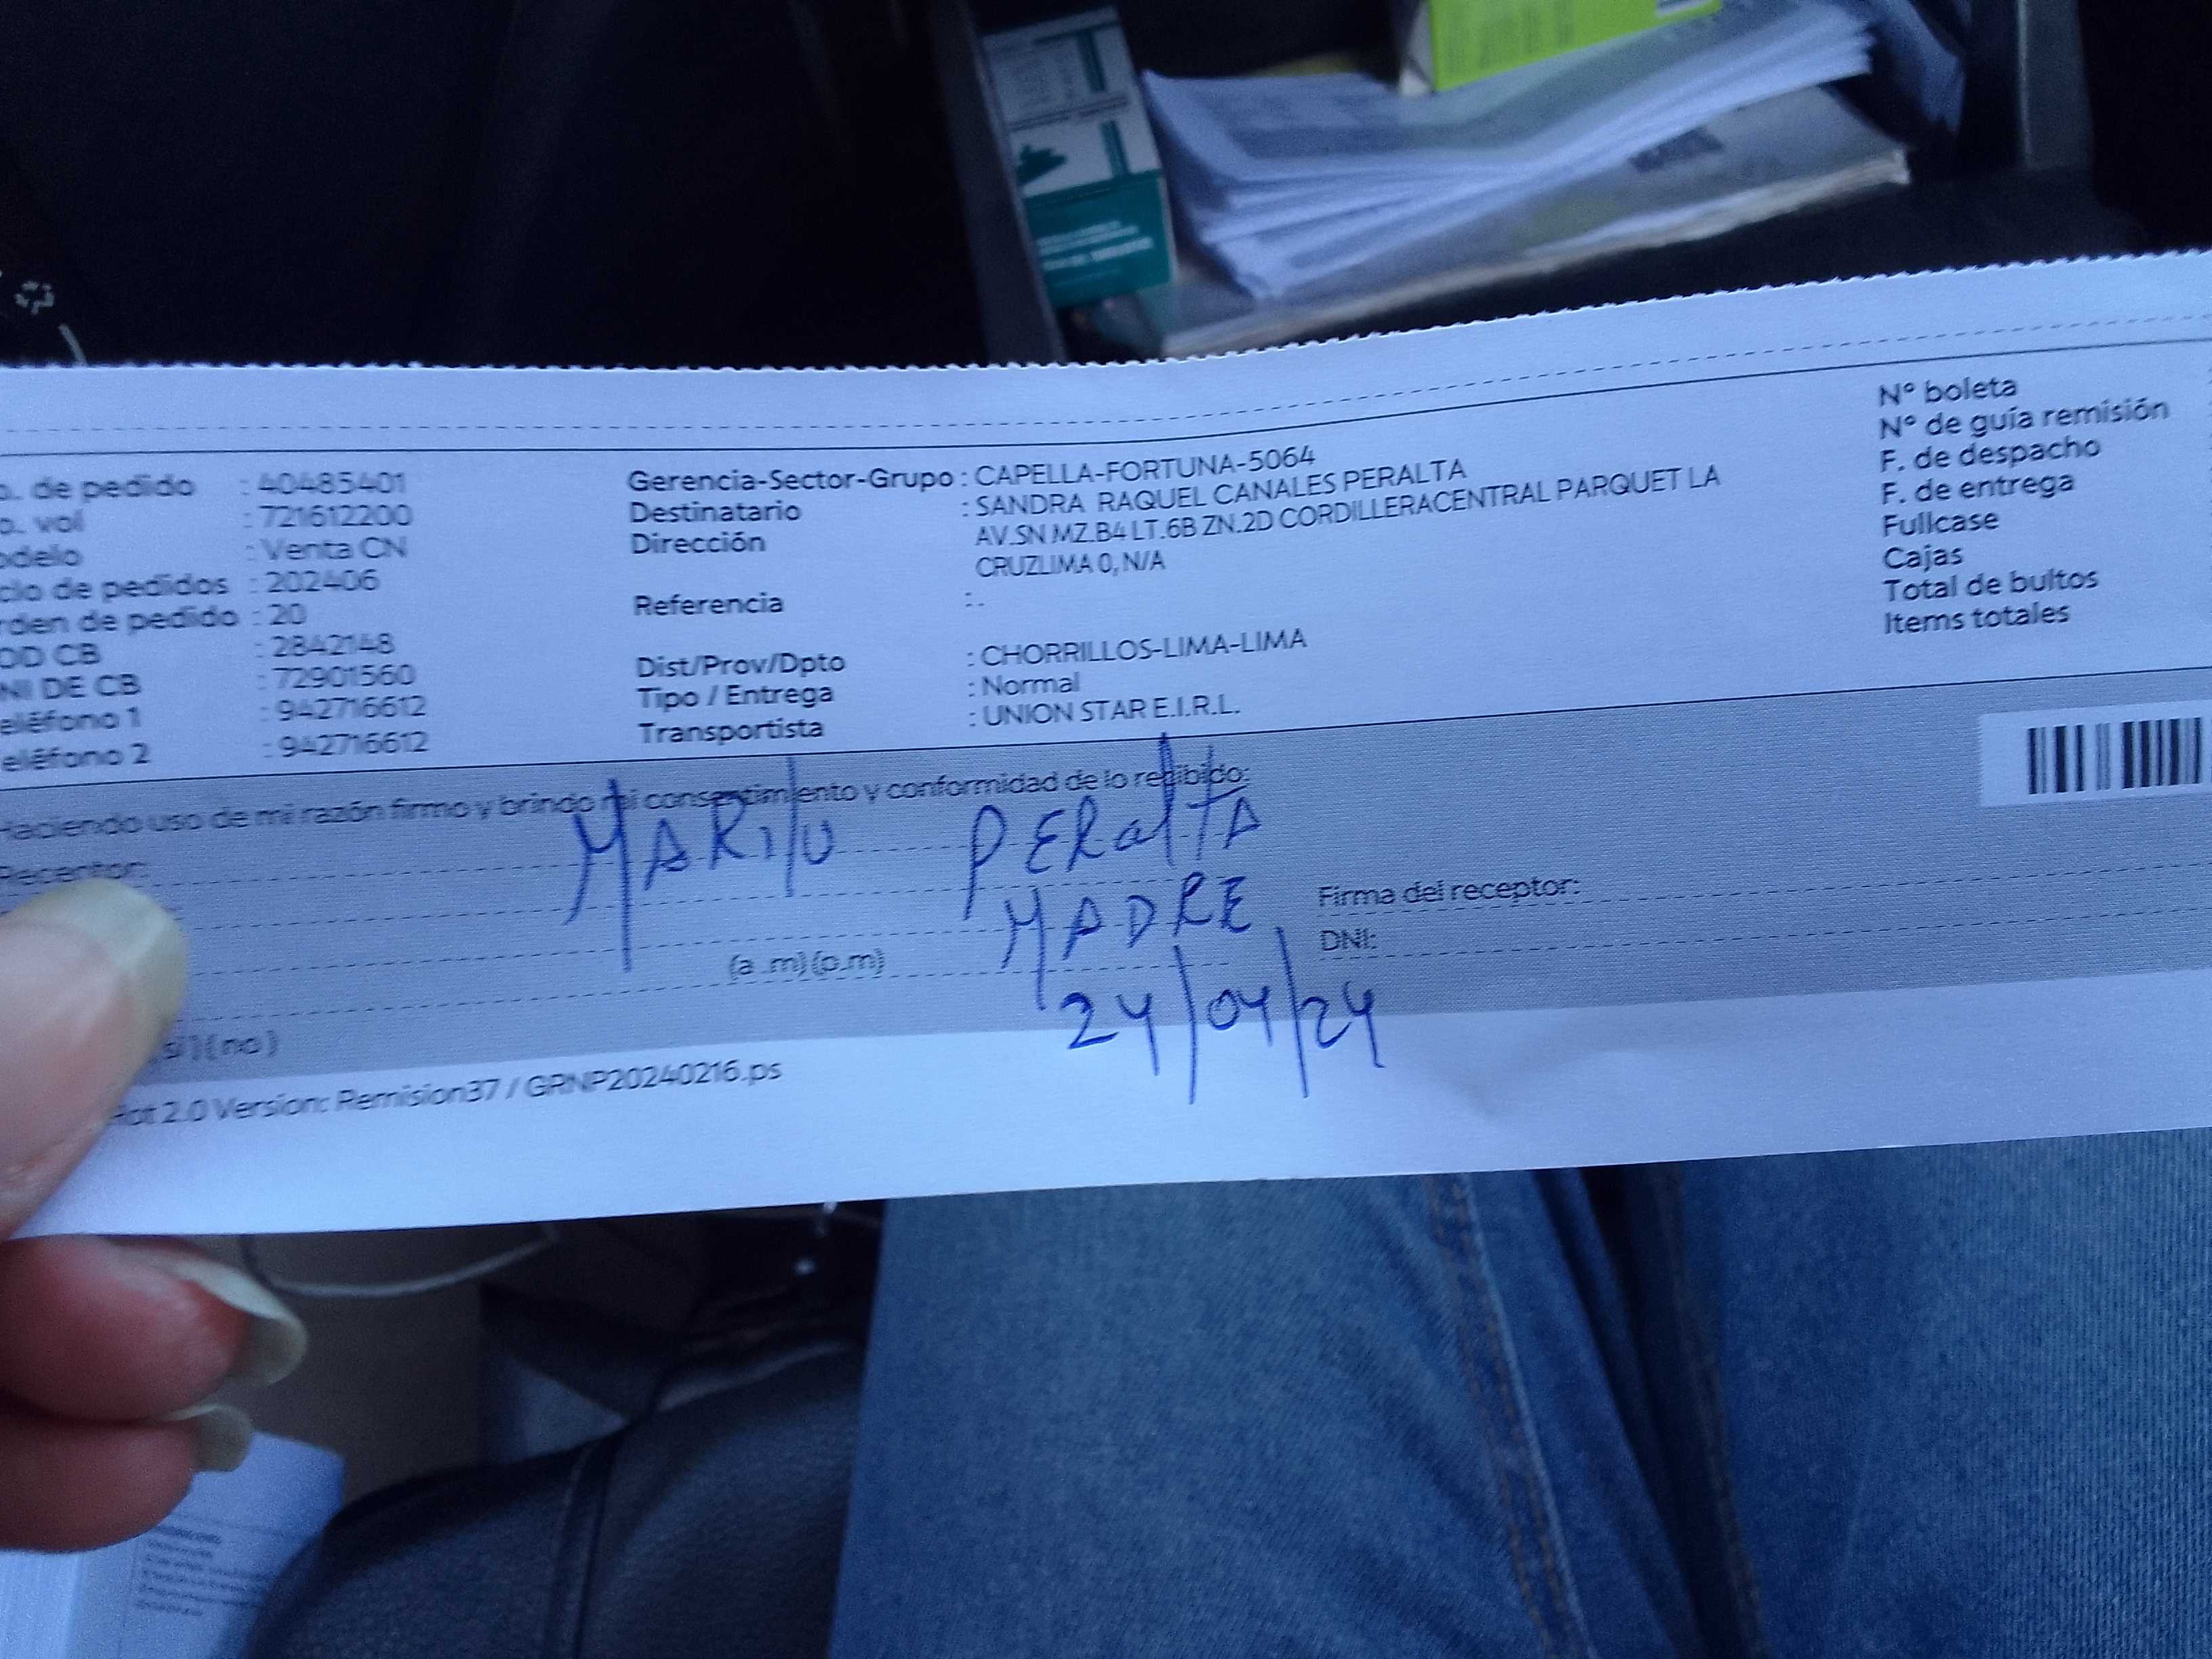 o. de pedido : 40485401
o. vol : 721612200
odelo : Venta CN
clo de pedidos : 202406
rden de pedido : 20
OD CB : 2842148
NI DE CB : 72901560
eléfono 1 : 942716612
eléfono 2 : 942716612
Gerencia-Sector-Grupo : CAPELLA-FORTUNA-5064
Destinatario : SANDRA RAQUEL CANALES PERALTA
Dirección AV.SN MZ.B4 LT.6B ZN.2D CORDILLERACENTRAL PARQUET LA
CRUZLIMA 0, N/A
Referencia : .
Dist/Prov/Dpto : CHORRILLOS-LIMA-LIMA
Tipo / Entrega : Normal
Transportista : UNION STAR E.I.R.L.
N° boleta
N° de guía remisión
F. de despacho
F. de entrega
Fullcase
Cajas
Total de bultos
Items totales
Haciendo uso de mi razón firmo y brindo mi consentimiento y conformidad de lo recibido:
Receptor: MARilu PERalTA
MADRE
Firma del receptor:
(a .m) (p.m)
DNI:
24/04/24
(si) (no)
Rpt 2.0 Version: Remision37 / GRNP20240216.ps